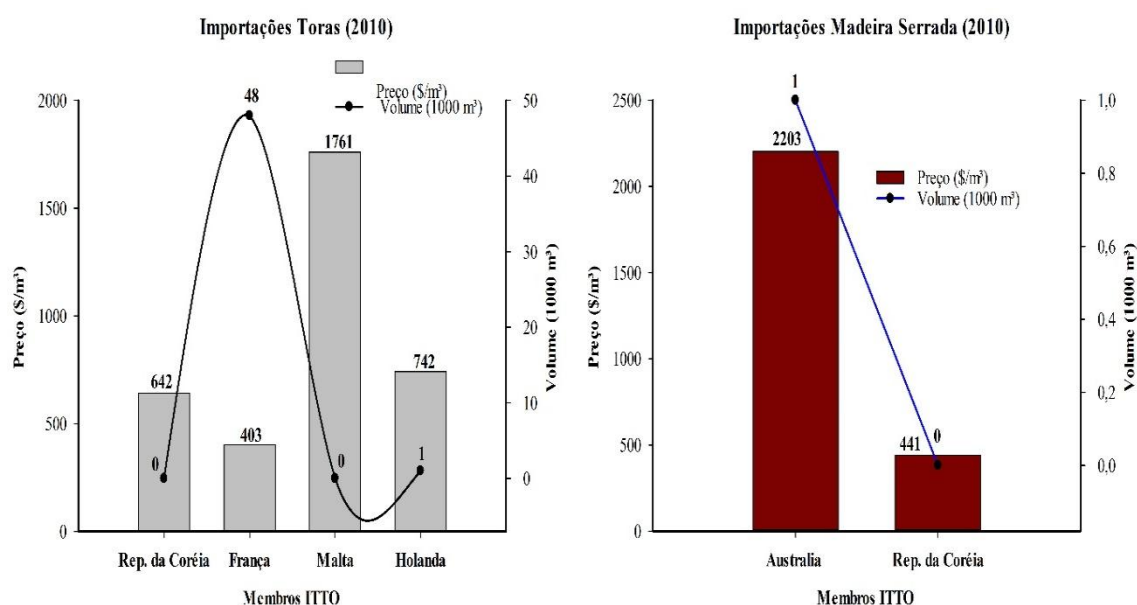 Importações Toras (2010)
Preço ($/m³)
Volume (1000 m³)
48
1761
642
403
742
0
0
1
2000
1500
1000
500
0
Preço ($/m³)
50
40
30
20
10
0
Volume (1000 m³)
Rep. da Coréia França Malta Holanda
Membros ITTO
Importações Madeira Serrada (2010)
1
2203
Preço ($/m³)
Volume (1000 m³)
441 0
2500
2000
1500
1000
500
0
Preço ($/m³)
1,0
0,8
0,6
0,4
0,2
0,0
Volume (1000 m³)
Australia Rep. da Coréia
Membros ITTO